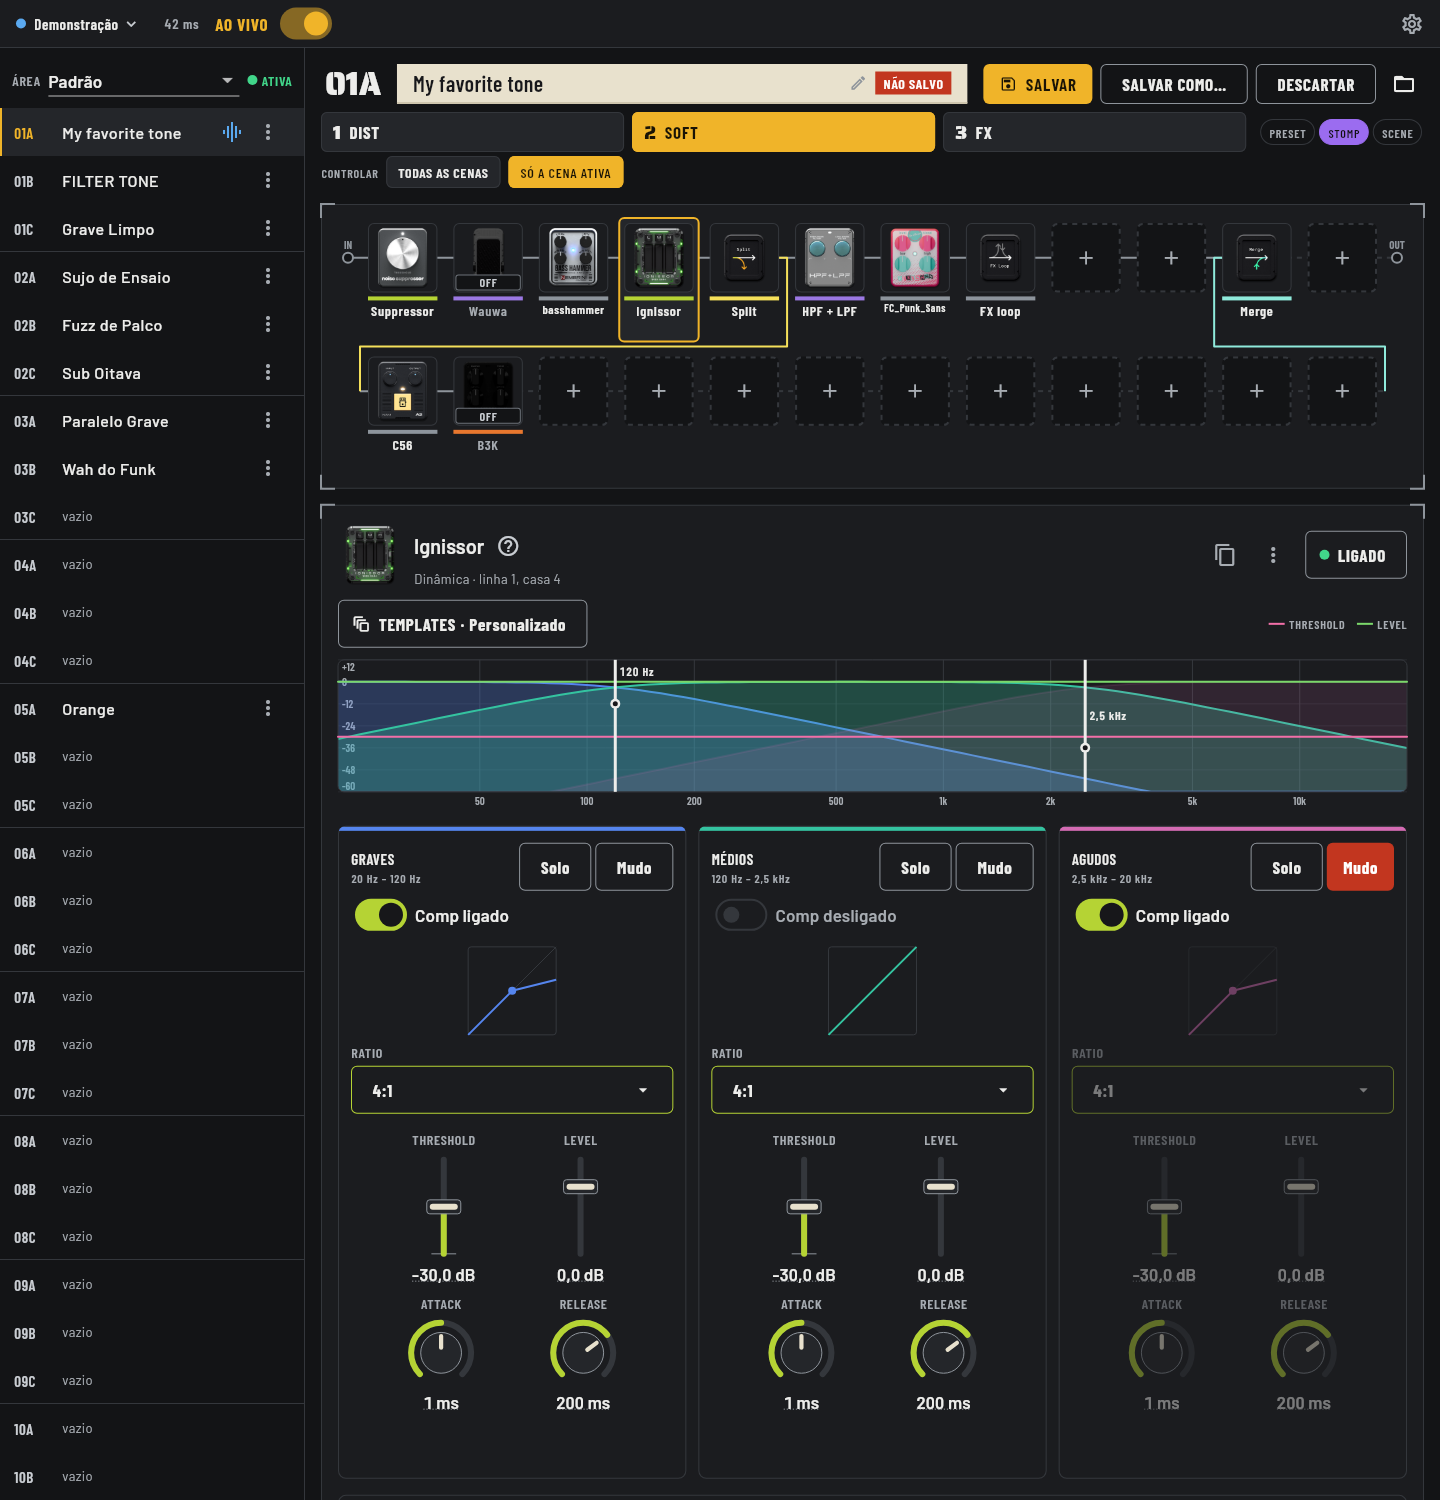 Demonstração
42 ms
AO VIVO
ÁREA
Padrão
ATIVA
01A My favorite tone
01B FILTER TONE
01C Grave Limpo
02A Sujo de Ensaio
02B Fuzz de Palco
02C Sub Oitava
03A Paralelo Grave
03B Wah do Funk
03C vazio
04A vazio
04B vazio
04C vazio
05A Orange
05B vazio
05C vazio
06A vazio
06B vazio
06C vazio
07A vazio
07B vazio
07C vazio
08A vazio
08B vazio
08C vazio
09A vazio
09B vazio
09C vazio
10A vazio
10B vazio
01A
My favorite tone
NÃO SALVO
SALVAR
SALVAR COMO...
DESCARTAR
1 DIST
2 SOFT
3 FX
PRESET
STOMP
SCENE
CONTROLAR
TODAS AS CENAS
SÓ A CENA ATIVA
IN
OFF
Split
HPF+LPF
FX Loop
Merge
OUT
Suppressor
Wauwa
basshammer
Ignissor
Split
HPF + LPF
FC_Punk_Sans
FX loop
Merge
OFF
C56
B3K
Ignissor
Dinâmica · linha 1, casa 4
LIGADO
TEMPLATES · Personalizado
THRESHOLD
LEVEL
+12
0
-12
-24
-36
-48
-60
120 Hz
2,5 kHz
50 100 200 500 1k 2k 5k 10k
GRAVES
20 Hz – 120 Hz
Solo
Mudo
Comp ligado
RATIO
4:1
THRESHOLD
LEVEL
-30,0 dB
0,0 dB
ATTACK
RELEASE
1 ms
200 ms
MÉDIOS
120 Hz – 2,5 kHz
Solo
Mudo
Comp desligado
RATIO
4:1
THRESHOLD
LEVEL
-30,0 dB
0,0 dB
ATTACK
RELEASE
1 ms
200 ms
AGUDOS
2,5 kHz – 20 kHz
Solo
Mudo
Comp ligado
RATIO
4:1
THRESHOLD
LEVEL
-30,0 dB
0,0 dB
ATTACK
RELEASE
1 ms
200 ms